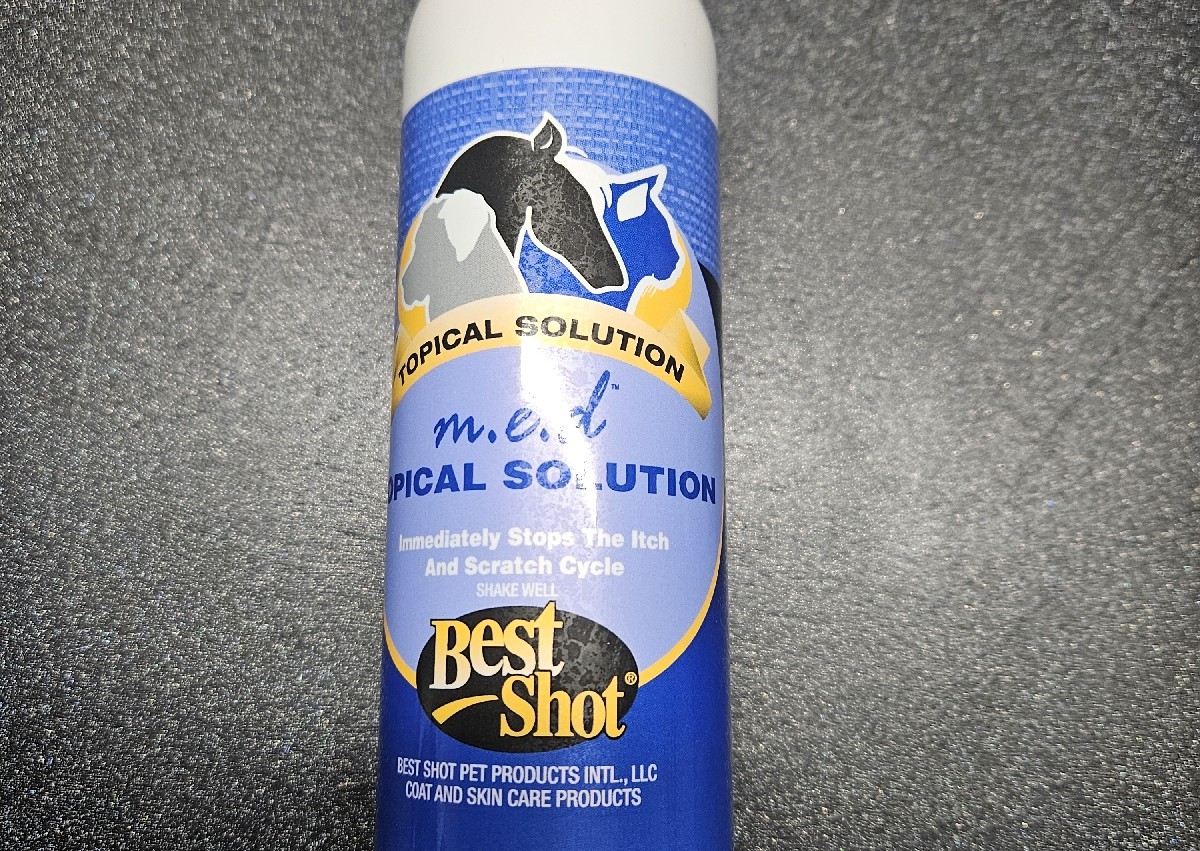 TOPICAL SOLUTION
m.e.d™
OPICAL SOLUTION
Immediately Stops The Itch
And Scratch Cycle
SHAKE WELL
Best
Shot®
BEST SHOT PET PRODUCTS INTL., LLC
COAT AND SKIN CARE PRODUCTS